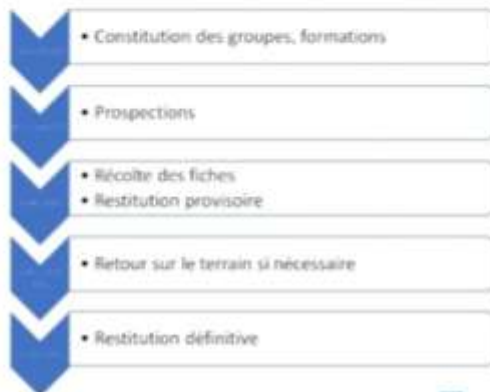 • Constitution des groupes, formations
• Prospections
• Récolte des fiches
• Restitution provisoire
• Retour sur le terrain si nécessaire
• Restitution définitive